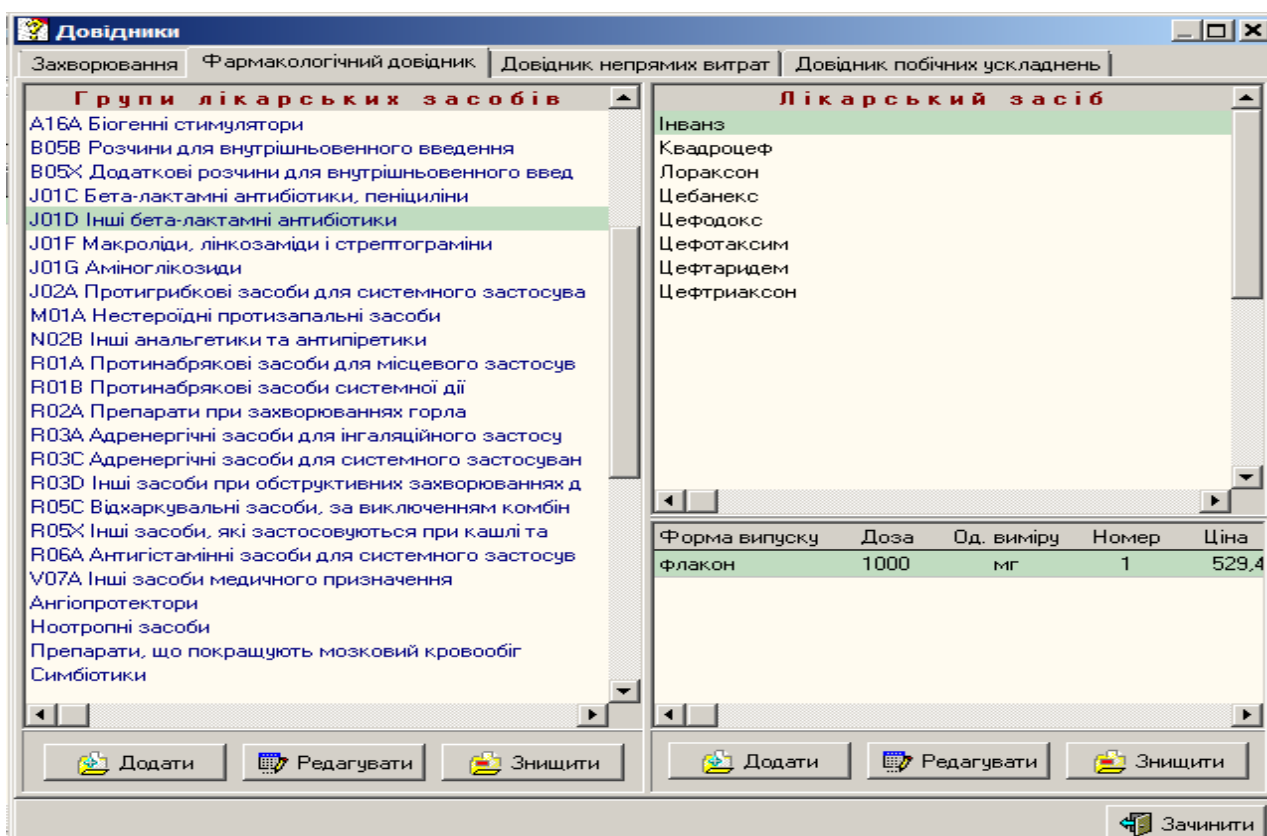 Довідники
Захворювання
Фармакологічний довідник
Довідник непрямих витрат
Довідник побічних ускладнень
Групи лікарських засобів
A16A Біогенні стимулятори
B05B Розчини для внутрішньовенного введення
B05X Додаткові розчини для внутрішньовенного введ
J01C Бета-лактамні антибіотики, пеніциліни
J01D Інші бета-лактамні антибіотики
J01F Макроліди, лінкозаміди і стрептограміни
J01G Аміноглікозиди
J02A Протигрибкові засоби для системного застосува
M01A Нестероїдні протизапальні засоби
N02B Інші анальгетики та антипіретики
R01A Протинабрякові засоби для місцевого застосув
R01B Протинабрякові засоби системної дії
R02A Препарати при захворюваннях горла
R03A Адренергічні засоби для інгаляційного застосу
R03C Адренергічні засоби для системного застосуван
R03D Інші засоби при обструктивних захворюваннях д
R05C Відхаркувальні засоби, за виключенням комбін
R05X Інші засоби, які застосовуються при кашлі та
R06A Антигістамінні засоби для системного застосув
V07A Інші засоби медичного призначення
Ангіопротектори
Ноотропні засоби
Препарати, що покращують мозковий кровообіг
Симбіотики
Додати
Редагувати
Знищити
Лікарський засіб
Інванз
Квадроцеф
Лораксон
Цебанекс
Цефодокс
Цефотаксим
Цефтаридем
Цефтриаксон
Форма випуску Доза Од. виміру Номер Ціна
флакон 1000 мг 1 529,4
Додати
Редагувати
Знищити
Зачинити